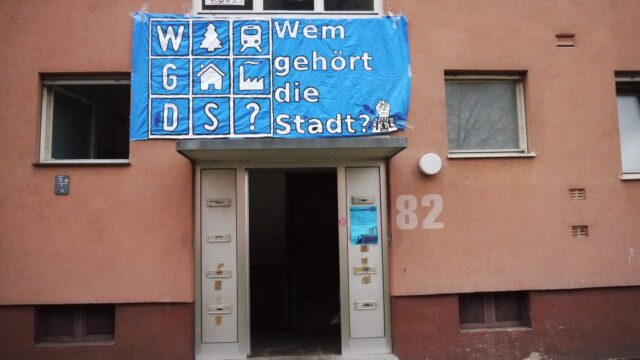 W
G
D S ?
Wem
gehört
die
Stadt?
82